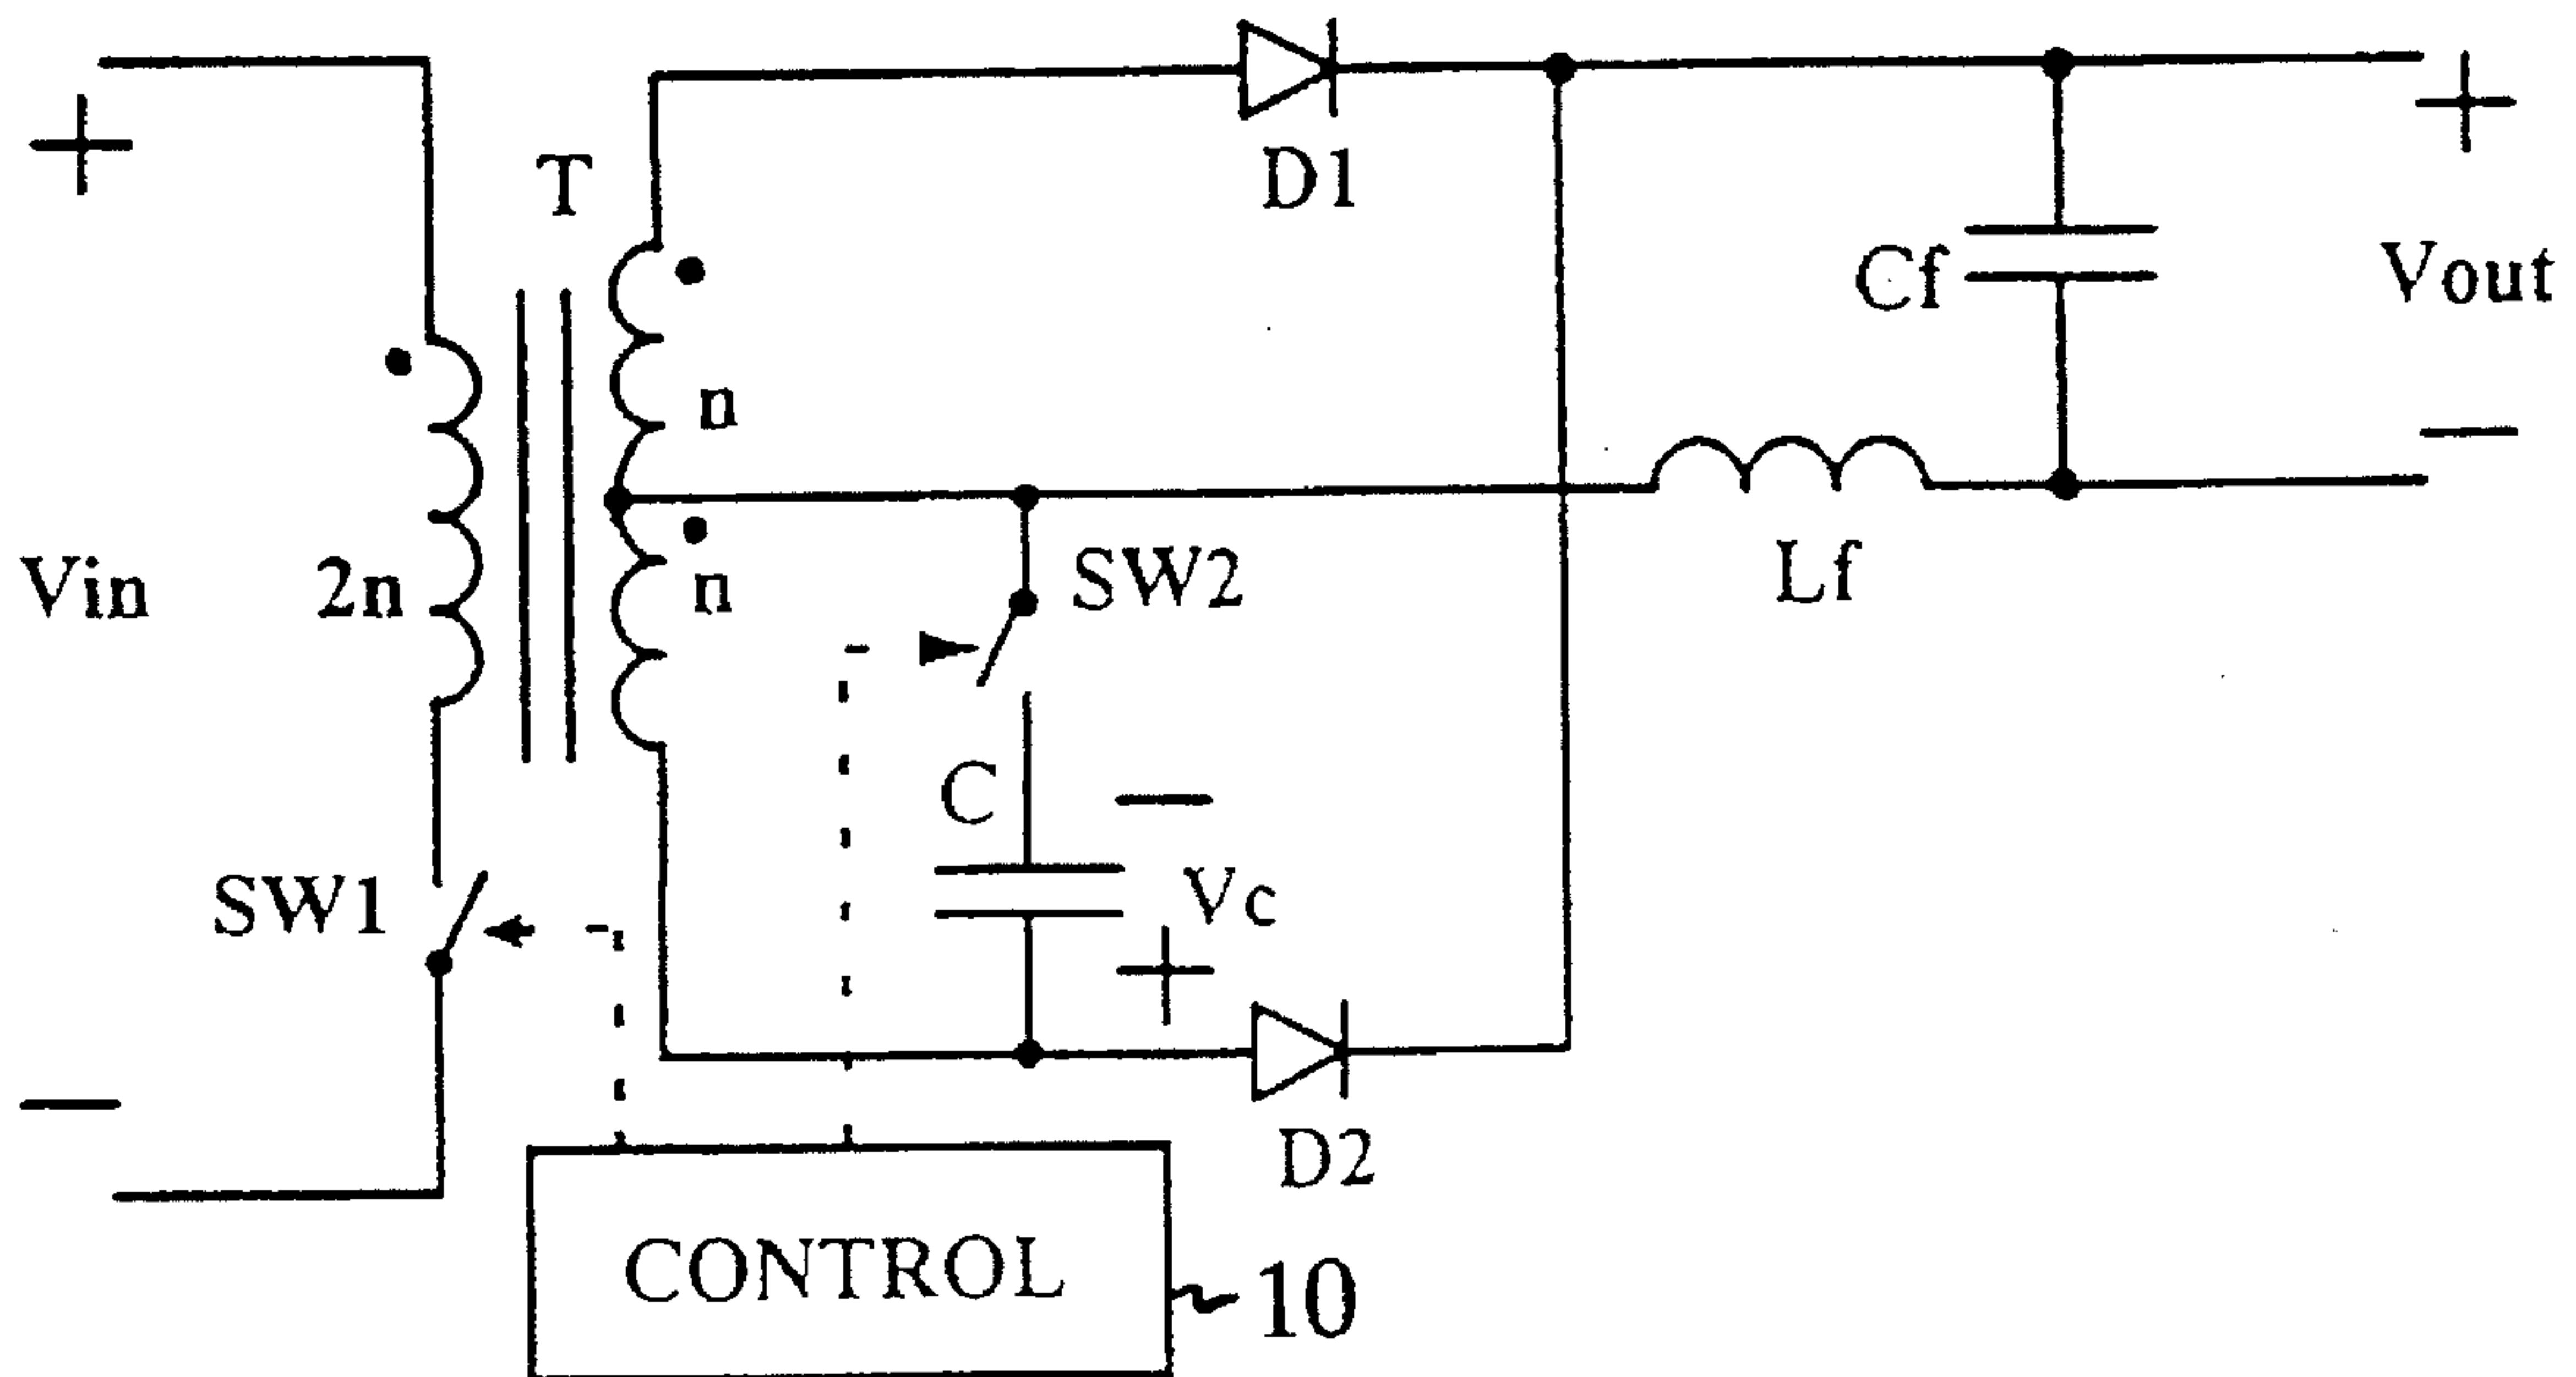 +
T
D1
+
Cf
Vout
n
−
Vin
2n
n
SW2
Lf
C
−
SW1
Vc
+
−
D2
CONTROL
10